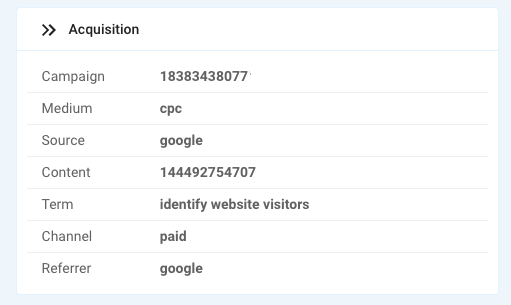 Acquisition
Campaign 18383438077
Medium cpc
Source google
Content 144492754707
Term identify website visitors
Channel paid
Referrer google